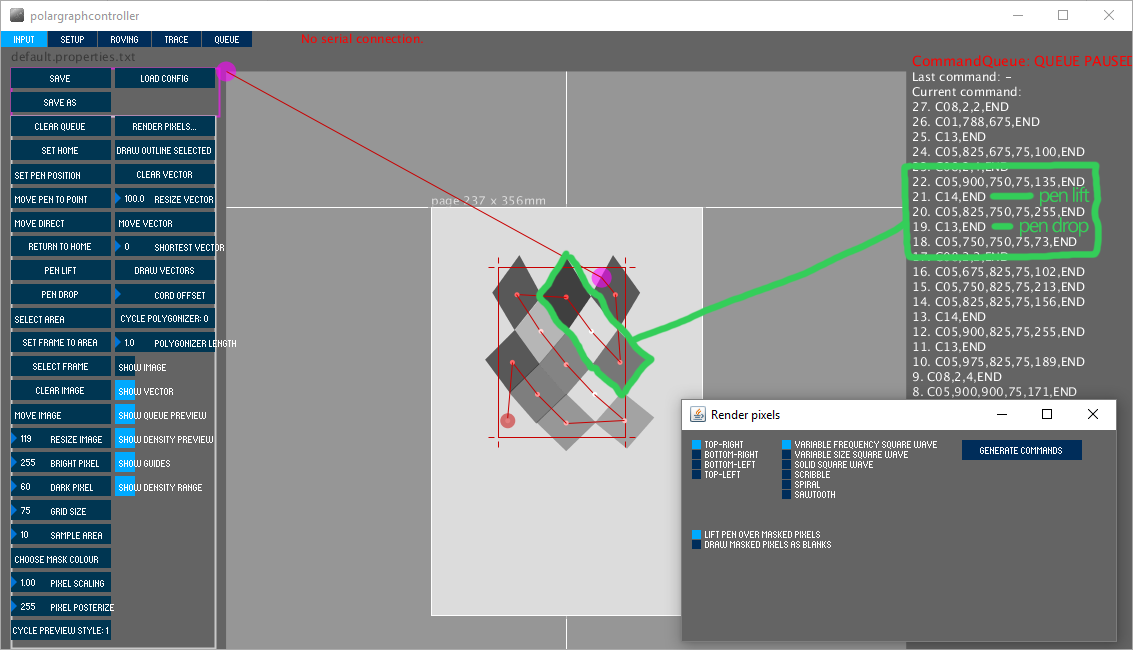 polargraphcontroller
INPUT SETUP ROVING TRACE QUEUE
No serial connection.
default.properties.txt
SAVE LOAD CONFIG
SAVE AS
CLEAR QUEUE RENDER PIXELS...
SET HOME DRAW OUTLINE SELECTED
SET PEN POSITION CLEAR VECTOR
MOVE PEN TO POINT 100.0 RESIZE VECTOR
MOVE DIRECT MOVE VECTOR
RETURN TO HOME 0 SHORTEST VECTOR
PEN LIFT DRAW VECTORS
PEN DROP CORD OFFSET
SELECT AREA CYCLE POLYGONIZER: 0
SET FRAME TO AREA 1.0 POLYGONIZER LENGTH
SELECT FRAME SHOW IMAGE
CLEAR IMAGE SHOW VECTOR
MOVE IMAGE SHOW QUEUE PREVIEW
119 RESIZE IMAGE SHOW DENSITY PREVIEW
255 BRIGHT PIXEL SHOW GUIDES
60 DARK PIXEL SHOW DENSITY RANGE
75 GRID SIZE
10 SAMPLE AREA
CHOOSE MASK COLOUR
1.00 PIXEL SCALING
255 PIXEL POSTERIZE
CYCLE PREVIEW STYLE: 1
page 237 x 356mm
CommandQueue: QUEUE PAUSED
Last command: -
Current command:
27. C08,2,2,END
26. C01,788,675,END
25. C13,END
24. C05,825,675,75,100,END
23. C08,2,4,END
22. C05,900,750,75,135,END
21. C14,END pen lift
20. C05,825,750,75,255,END
19. C13,END pen drop
18. C05,750,750,75,73,END
17. C08,2,2,END
16. C05,675,825,75,102,END
15. C05,750,825,75,213,END
14. C05,825,825,75,156,END
13. C14,END
12. C05,900,825,75,255,END
11. C13,END
10. C05,975,825,75,189,END
9. C08,2,4,END
8. C05,900,900,75,171,END
Render pixels
TOP-RIGHT VARIABLE FREQUENCY SQUARE WAVE GENERATE COMMANDS
BOTTOM-RIGHT VARIABLE SIZE SQUARE WAVE
BOTTOM-LEFT SOLID SQUARE WAVE
TOP-LEFT SCRIBBLE
SPIRAL
SAWTOOTH
LIFT PEN OVER MASKED PIXELS
DRAW MASKED PIXELS AS BLANKS